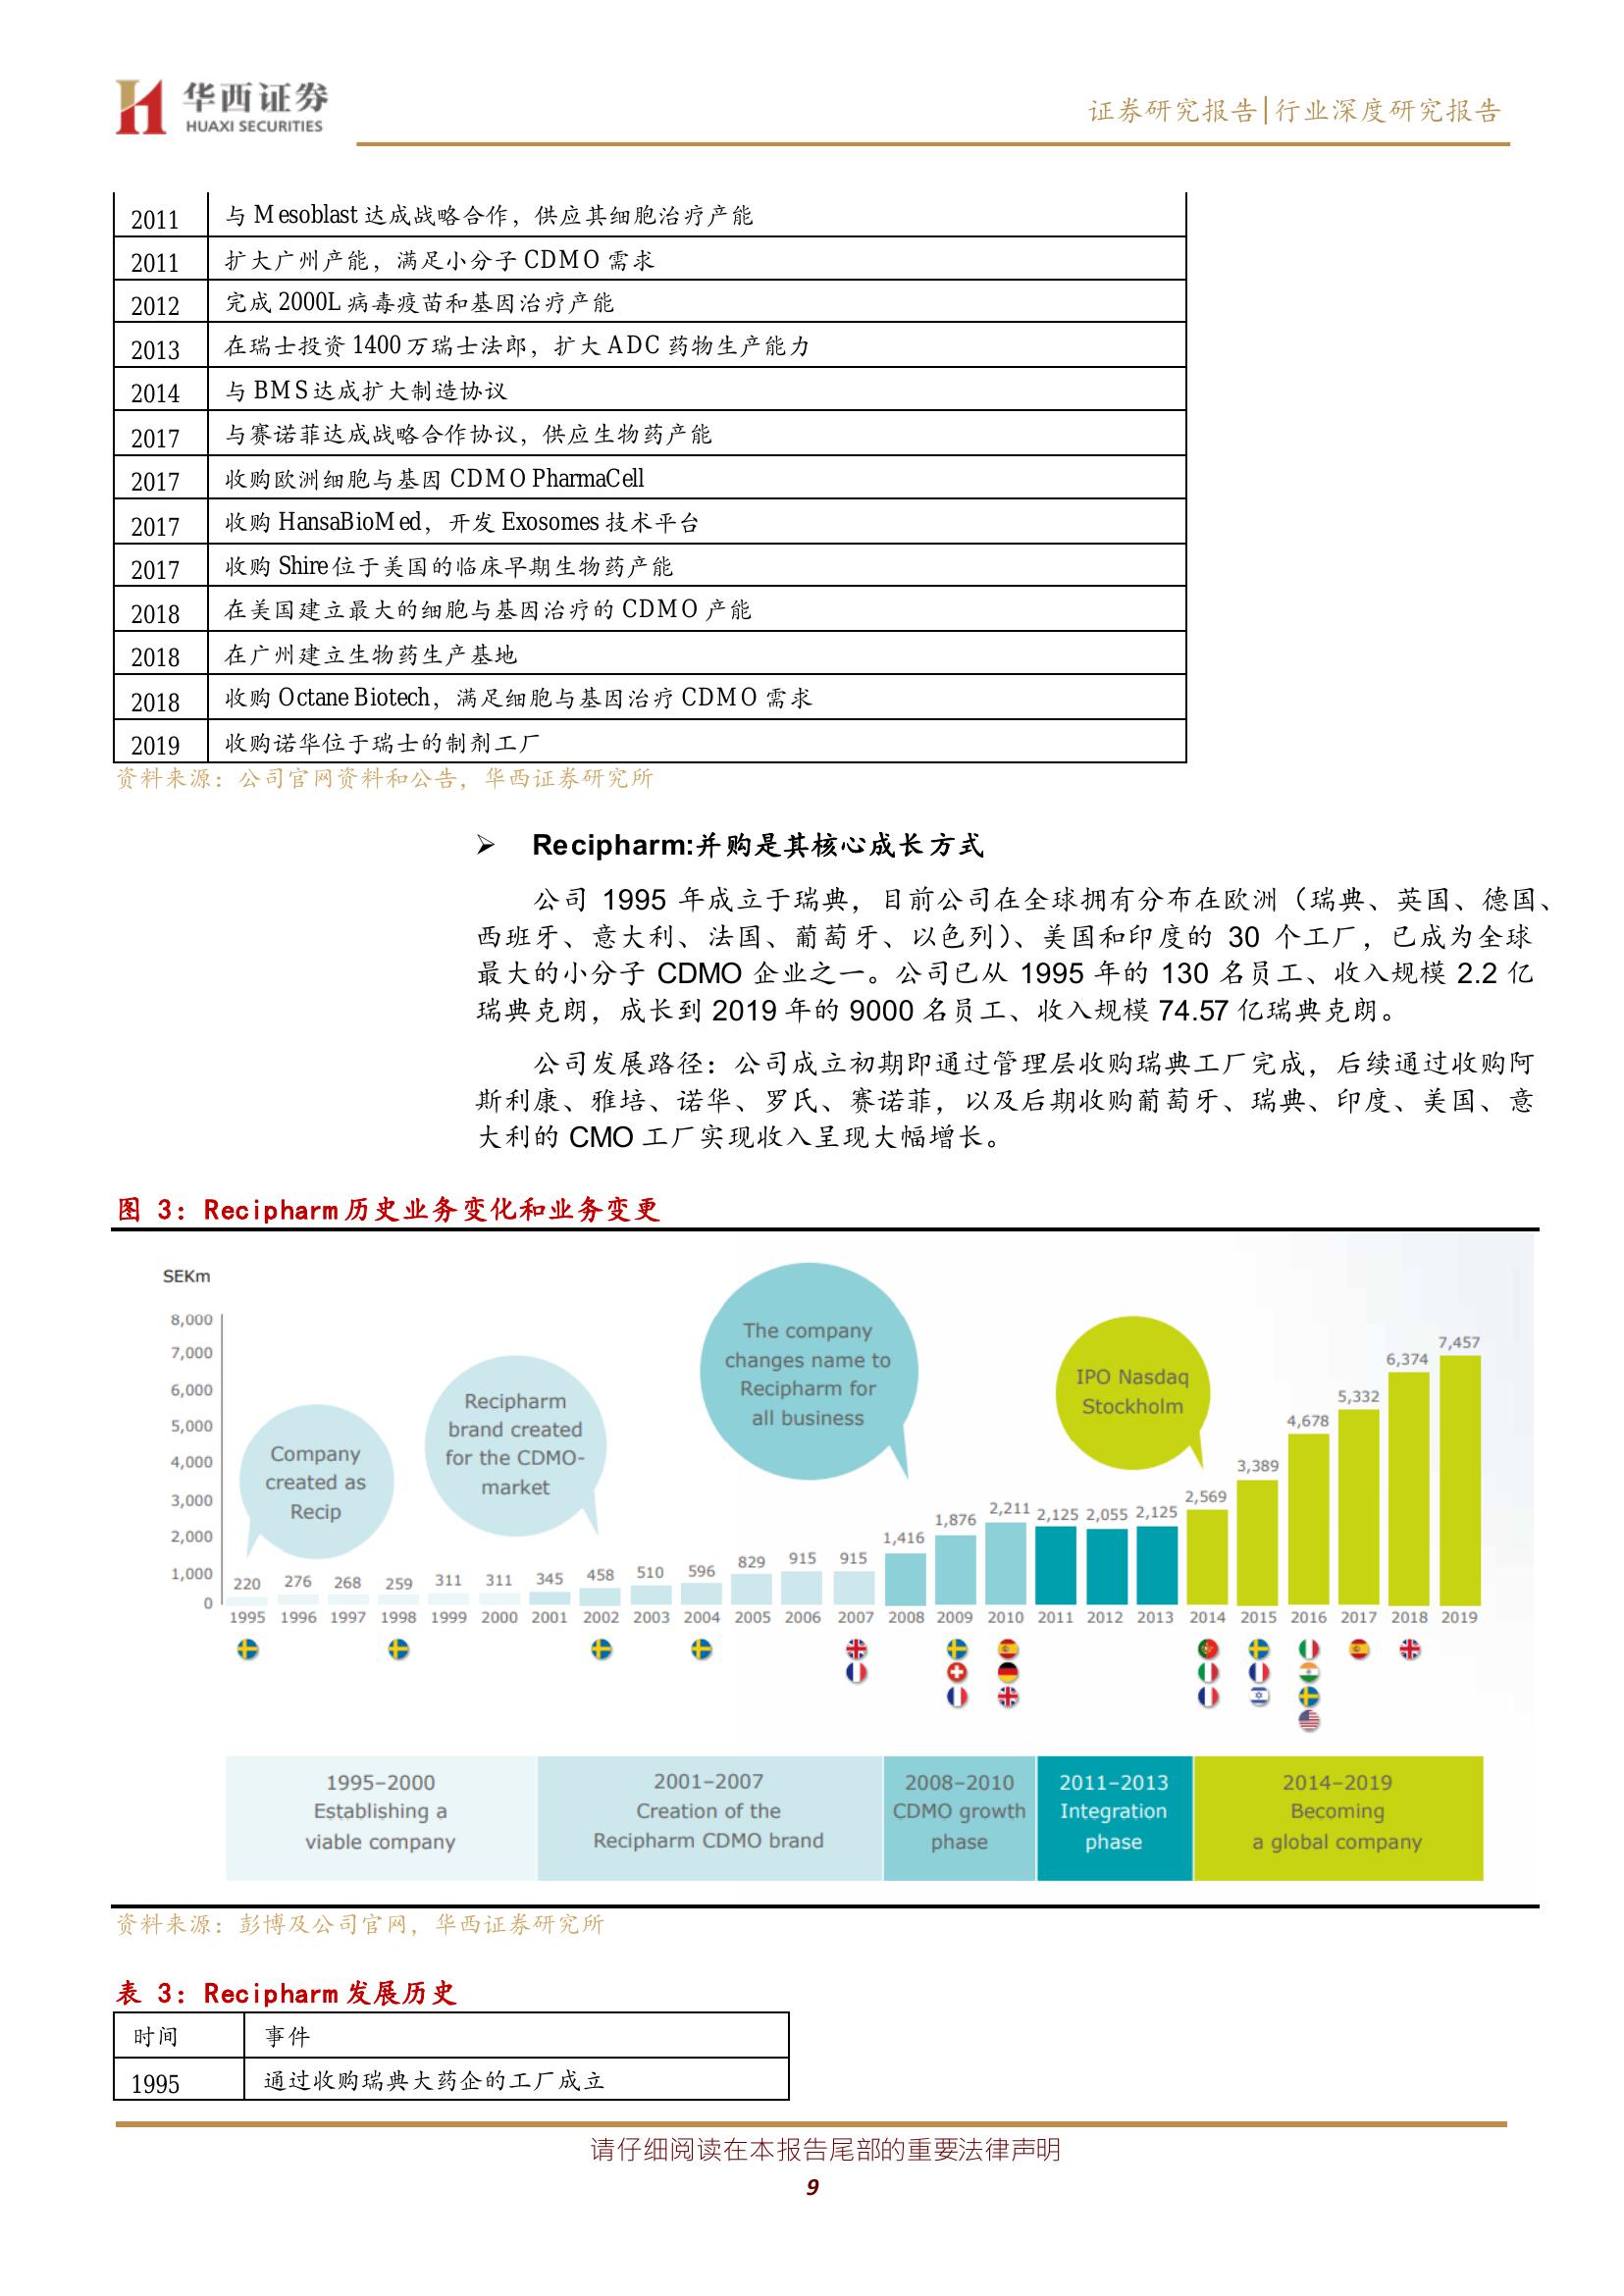 华西证券
HUAXI SECURITIES
证券研究报告|行业深度研究报告
2011 与 Mesoblast 达成战略合作，供应其细胞治疗产能
2011 扩大广州产能，满足小分子 CDMO 需求
2012 完成 2000L 病毒疫苗和基因治疗产能
2013 在瑞士投资 1400 万瑞士法郎，扩大 ADC 药物生产能力
2014 与 BMS 达成扩大制造协议
2017 与赛诺菲达成战略合作协议，供应生物药产能
2017 收购欧洲细胞与基因 CDMO PharmaCell
2017 收购 HansaBioMed，开发 Exosomes 技术平台
2017 收购 Shire 位于美国的临床早期生物药产能
2018 在美国建立最大的细胞与基因治疗的 CDMO 产能
2018 在广州建立生物药生产基地
2018 收购 Octane Biotech，满足细胞与基因治疗 CDMO 需求
2019 收购诺华位于瑞士的制剂工厂
资料来源：公司官网资料和公告，华西证券研究所
➢ Recipharm:并购是其核心成长方式
公司 1995 年成立于瑞典，目前公司在全球拥有分布在欧洲（瑞典、英国、德国、
西班牙、意大利、法国、葡萄牙、以色列）、美国和印度的 30 个工厂，已成为全球
最大的小分子 CDMO 企业之一。公司已从 1995 年的 130 名员工、收入规模 2.2 亿
瑞典克朗，成长到 2019 年的 9000 名员工、收入规模 74.57 亿瑞典克朗。
公司发展路径：公司成立初期即通过管理层收购瑞典工厂完成，后续通过收购阿
斯利康、雅培、诺华、罗氏、赛诺菲，以及后期收购葡萄牙、瑞典、印度、美国、意
大利的 CMO 工厂实现收入呈现大幅增长。
图 3：Recipharm 历史业务变化和业务变更
SEKm
8,000
7,000
6,000
5,000
4,000
3,000
2,000
1,000
0
Company
created as
Recip
Recipharm
brand created
for the CDMO-
market
The company
changes name to
Recipharm for
all business
IPO Nasdaq
Stockholm
220 276 268 259 311 311 345 458 510 596 829 915 915 1,416 1,876 2,211 2,125 2,055 2,125 2,569 3,389 4,678 5,332 6,374 7,457
1995 1996 1997 1998 1999 2000 2001 2002 2003 2004 2005 2006 2007 2008 2009 2010 2011 2012 2013 2014 2015 2016 2017 2018 2019
1995–2000
Establishing a
viable company
2001–2007
Creation of the
Recipharm CDMO brand
2008–2010
CDMO growth
phase
2011–2013
Integration
phase
2014–2019
Becoming
a global company
资料来源：彭博及公司官网，华西证券研究所
表 3：Recipharm 发展历史
时间 事件
1995 通过收购瑞典大药企的工厂成立
请仔细阅读在本报告尾部的重要法律声明
9